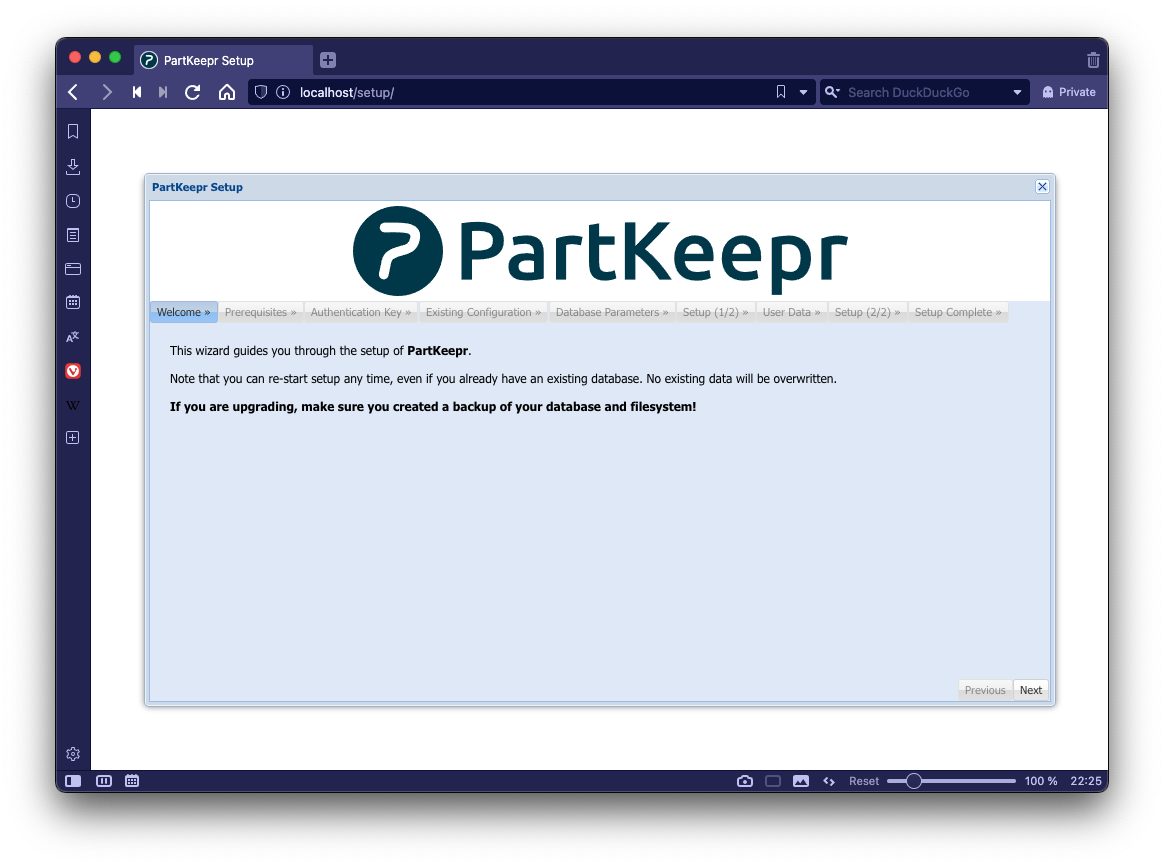 PartKeepr Setup
localhost/setup/
Search DuckDuckGo
Private
PartKeepr Setup
PartKeepr
Welcome » Prerequisites » Authentication Key » Existing Configuration » Database Parameters » Setup (1/2) » User Data » Setup (2/2) » Setup Complete »
This wizard guides you through the setup of PartKeepr.
Note that you can re-start setup any time, even if you already have an existing database. No existing data will be overwritten.
If you are upgrading, make sure you created a backup of your database and filesystem!
W
Previous Next
Reset 100 % 22:25